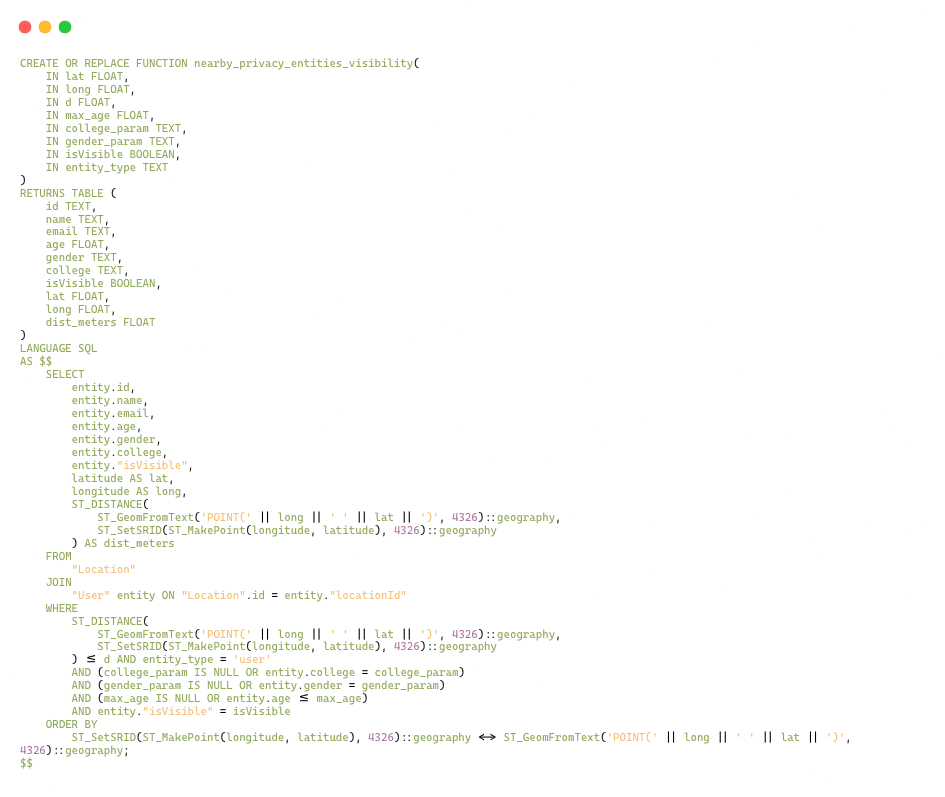 CREATE OR REPLACE FUNCTION nearby_privacy_entities_visibility(
    IN lat FLOAT,
    IN long FLOAT,
    IN d FLOAT,
    IN max_age FLOAT,
    IN college_param TEXT,
    IN gender_param TEXT,
    IN isVisible BOOLEAN,
    IN entity_type TEXT
)
RETURNS TABLE (
    id TEXT,
    name TEXT,
    email TEXT,
    age FLOAT,
    gender TEXT,
    college TEXT,
    isVisible BOOLEAN,
    lat FLOAT,
    long FLOAT,
    dist_meters FLOAT
)
LANGUAGE SQL
AS $$
    SELECT
        entity.id,
        entity.name,
        entity.email,
        entity.age,
        entity.gender,
        entity.college,
        entity."isVisible",
        latitude AS lat,
        longitude AS long,
        ST_DISTANCE(
            ST_GeomFromText('POINT(' || long || ' ' || lat || ')', 4326)::geography,
            ST_SetSRID(ST_MakePoint(longitude, latitude), 4326)::geography
        ) AS dist_meters
    FROM
        "Location"
    JOIN
        "User" entity ON "Location".id = entity."locationId"
    WHERE
        ST_DISTANCE(
            ST_GeomFromText('POINT(' || long || ' ' || lat || ')', 4326)::geography,
            ST_SetSRID(ST_MakePoint(longitude, latitude), 4326)::geography
        ) <= d AND entity_type = 'user'
        AND (college_param IS NULL OR entity.college = college_param)
        AND (gender_param IS NULL OR entity.gender = gender_param)
        AND (max_age IS NULL OR entity.age <= max_age)
        AND entity."isVisible" = isVisible
    ORDER BY
        ST_SetSRID(ST_MakePoint(longitude, latitude), 4326)::geography <-> ST_GeomFromText('POINT(' || long || ' ' || lat || ')',
4326)::geography;
$$